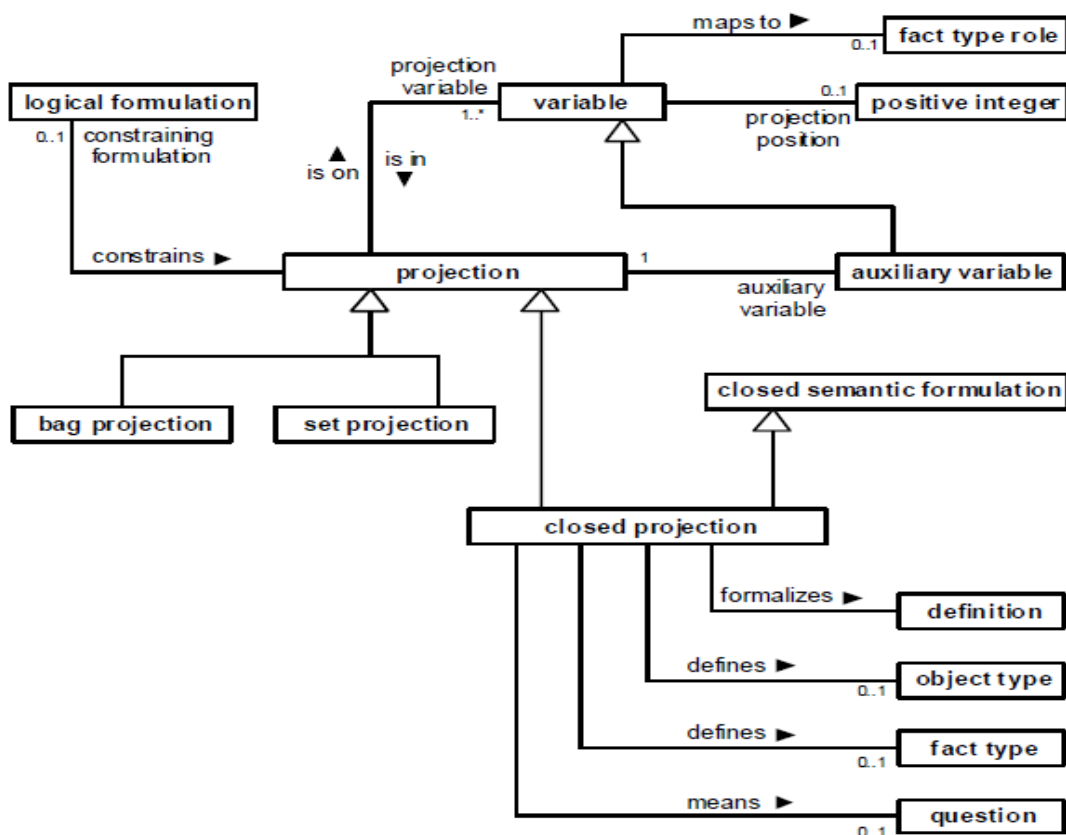 maps to ►
0..1
fact type role
projection
variable
1..*
logical formulation
0..1
constraining
formulation
variable
0..1
positive integer
projection
position
▲
is on
is in
▼
constrains ►
projection
1
auxiliary variable
auxiliary
variable
closed semantic formulation
bag projection
set projection
closed projection
formalizes ►
definition
defines ►
0..1
object type
defines ►
0..1
fact type
means ►
0..1
question